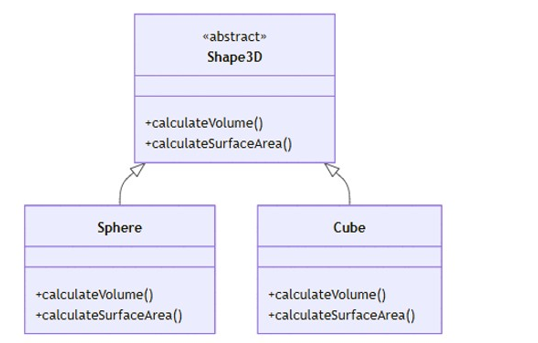 «abstract»
Shape3D
+calculateVolume()
+calculateSurfaceArea()
Sphere
+calculateVolume()
+calculateSurfaceArea()
Cube
+calculateVolume()
+calculateSurfaceArea()